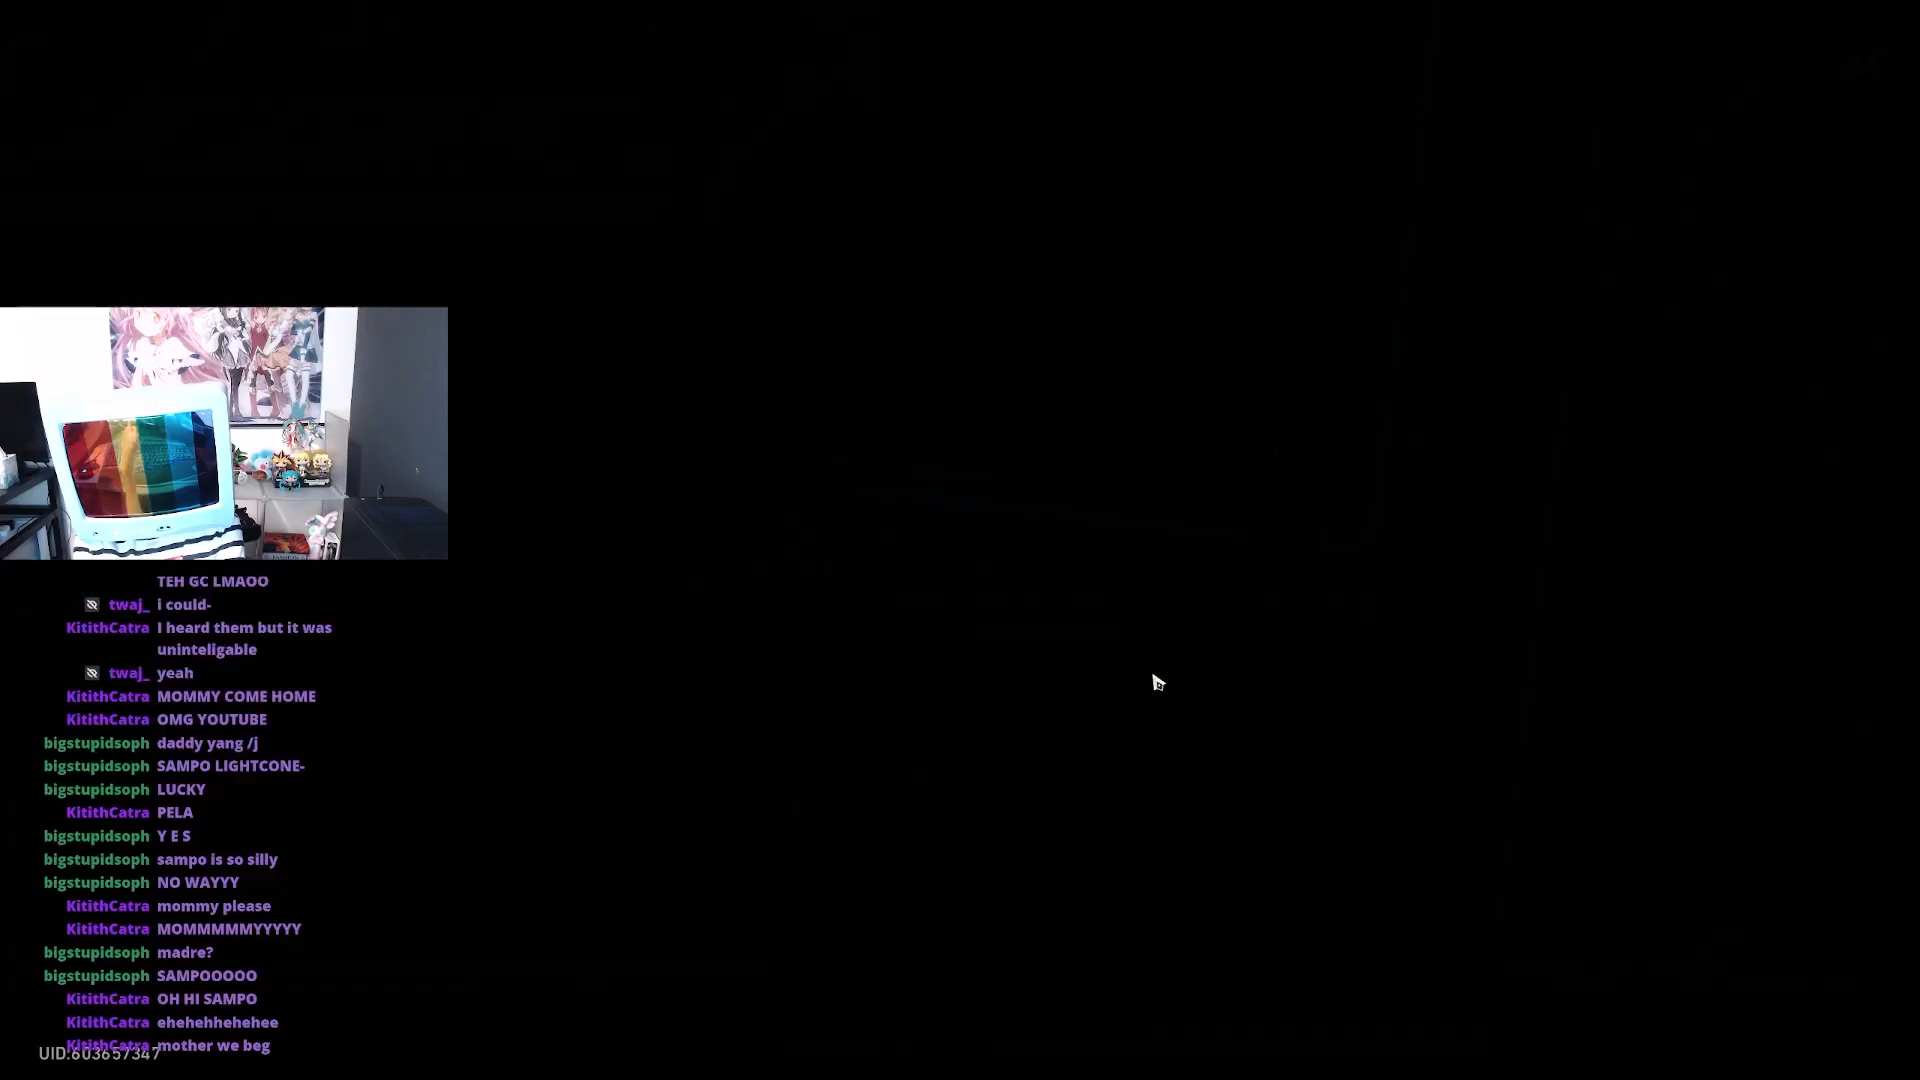 TEH GC LMAOO
twaj_ i could-
KitithCatra I heard them but it was
uninteligable
twaj_ yeah
KitithCatra MOMMY COME HOME
KitithCatra OMG YOUTUBE
bigstupidsoph daddy yang /j
bigstupidsoph SAMPO LIGHTCONE-
bigstupidsoph LUCKY
KitithCatra PELA
bigstupidsoph Y E S
bigstupidsoph sampo is so silly
bigstupidsoph NO WAYYY
KitithCatra mommy please
KitithCatra MOMMMMMYYYYY
bigstupidsoph madre?
bigstupidsoph SAMPOOOOO
KitithCatra OH HI SAMPO
KitithCatra ehehehhehehee
KitithCatra mother we beg
UID:603657347